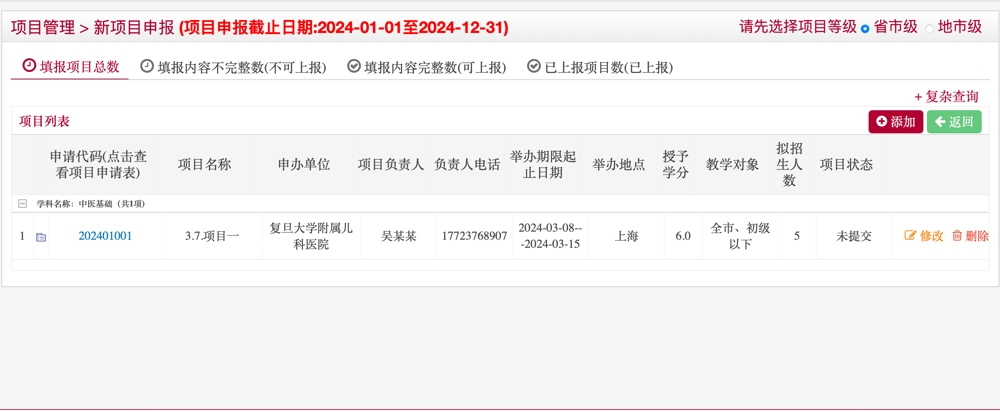 项目管理 > 新项目申报 (项目申报截止日期:2024-01-01至2024-12-31)
请先选择项目等级 省市级 地市级
填报项目总数 填报内容不完整数(不可上报) 填报内容完整数(可上报) 已上报项目数(已上报)
+ 复杂查询
项目列表 添加 返回
申请代码(点击查
看项目申请表)
项目名称
申办单位
项目负责人
负责人电话
举办期限起
止日期
举办地点
授予
学分
教学对象
拟招
生人
数
项目状态
学科名称：中医基础（共1项)
1
202401001
3.7.项目一
复旦大学附属儿
科医院
吴某某
17723768907
2024-03-08--
-2024-03-15
上海
6.0
全市、初级
以下
5
未提交
修改 删除